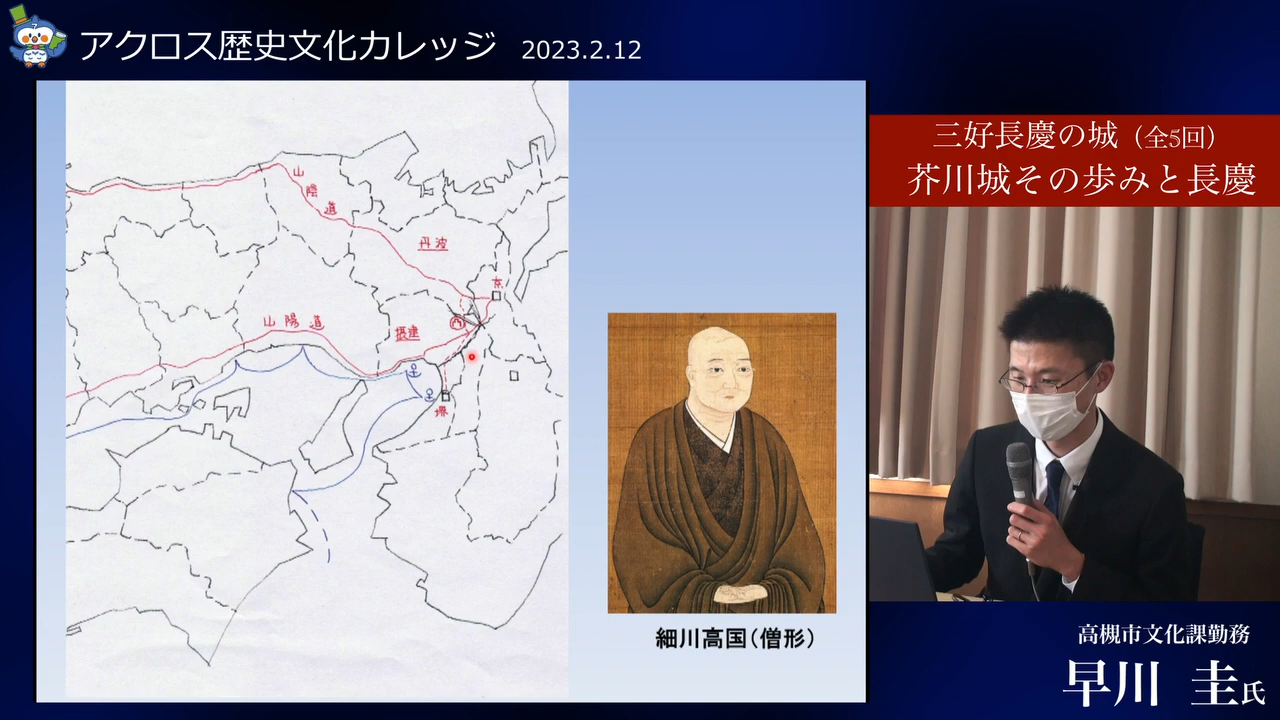 アクロス歴史文化カレッジ 2023.2.12
三好長慶の城（全5回）
芥川城その歩みと長慶
山陰道
丹波
京
山陽道
摂津
堺
細川高国（僧形）
高槻市文化課勤務
早川 圭氏